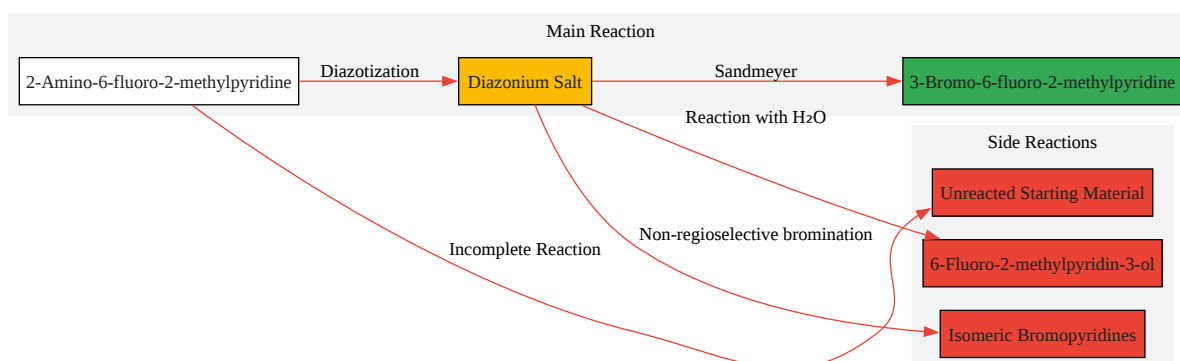 Main Reaction
2-Amino-6-fluoro-2-methylpyridine
Diazotization
Diazonium Salt
Sandmeyer
3-Bromo-6-fluoro-2-methylpyridine
Reaction with H₂O
Side Reactions
Unreacted Starting Material
Non-regioselective bromination
Incomplete Reaction
6-Fluoro-2-methylpyridin-3-ol
Isomeric Bromopyridines